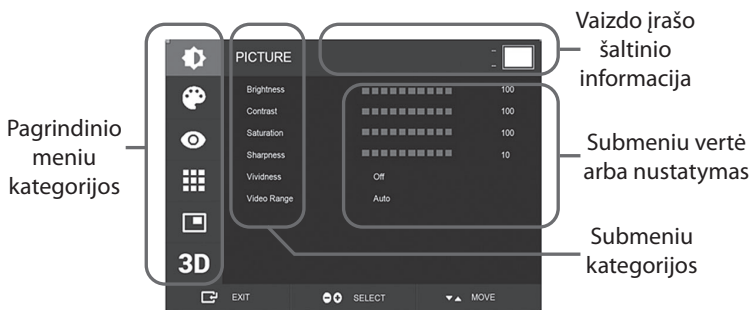 Vaizdo įrašo
šaltinio
informacija
Pagrindinio
meniu
kategorijos
PICTURE
Brightness 100
Contrast 100
Saturation 100
Sharpness 10
Vividness Off
Video Range Auto
3D
EXIT SELECT MOVE
Submeniu vertė
arba nustatymas
Submeniu
kategorijos